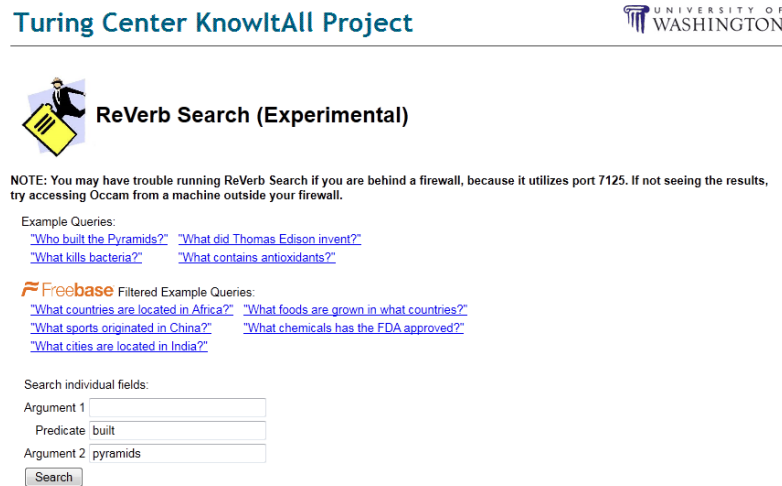 Turing Center KnowItAll Project
UNIVERSITY OF
WASHINGTON
ReVerb Search (Experimental)
NOTE: You may have trouble running ReVerb Search if you are behind a firewall, because it utilizes port 7125. If not seeing the results,
try accessing Occam from a machine outside your firewall.
Example Queries:
"Who built the Pyramids?" "What did Thomas Edison invent?"
"What kills bacteria?" "What contains antioxidants?"
Freebase Filtered Example Queries:
"What countries are located in Africa?" "What foods are grown in what countries?"
"What sports originated in China?" "What chemicals has the FDA approved?"
"What cities are located in India?"
Search individual fields:
Argument 1
Predicate built
Argument 2 pyramids
Search